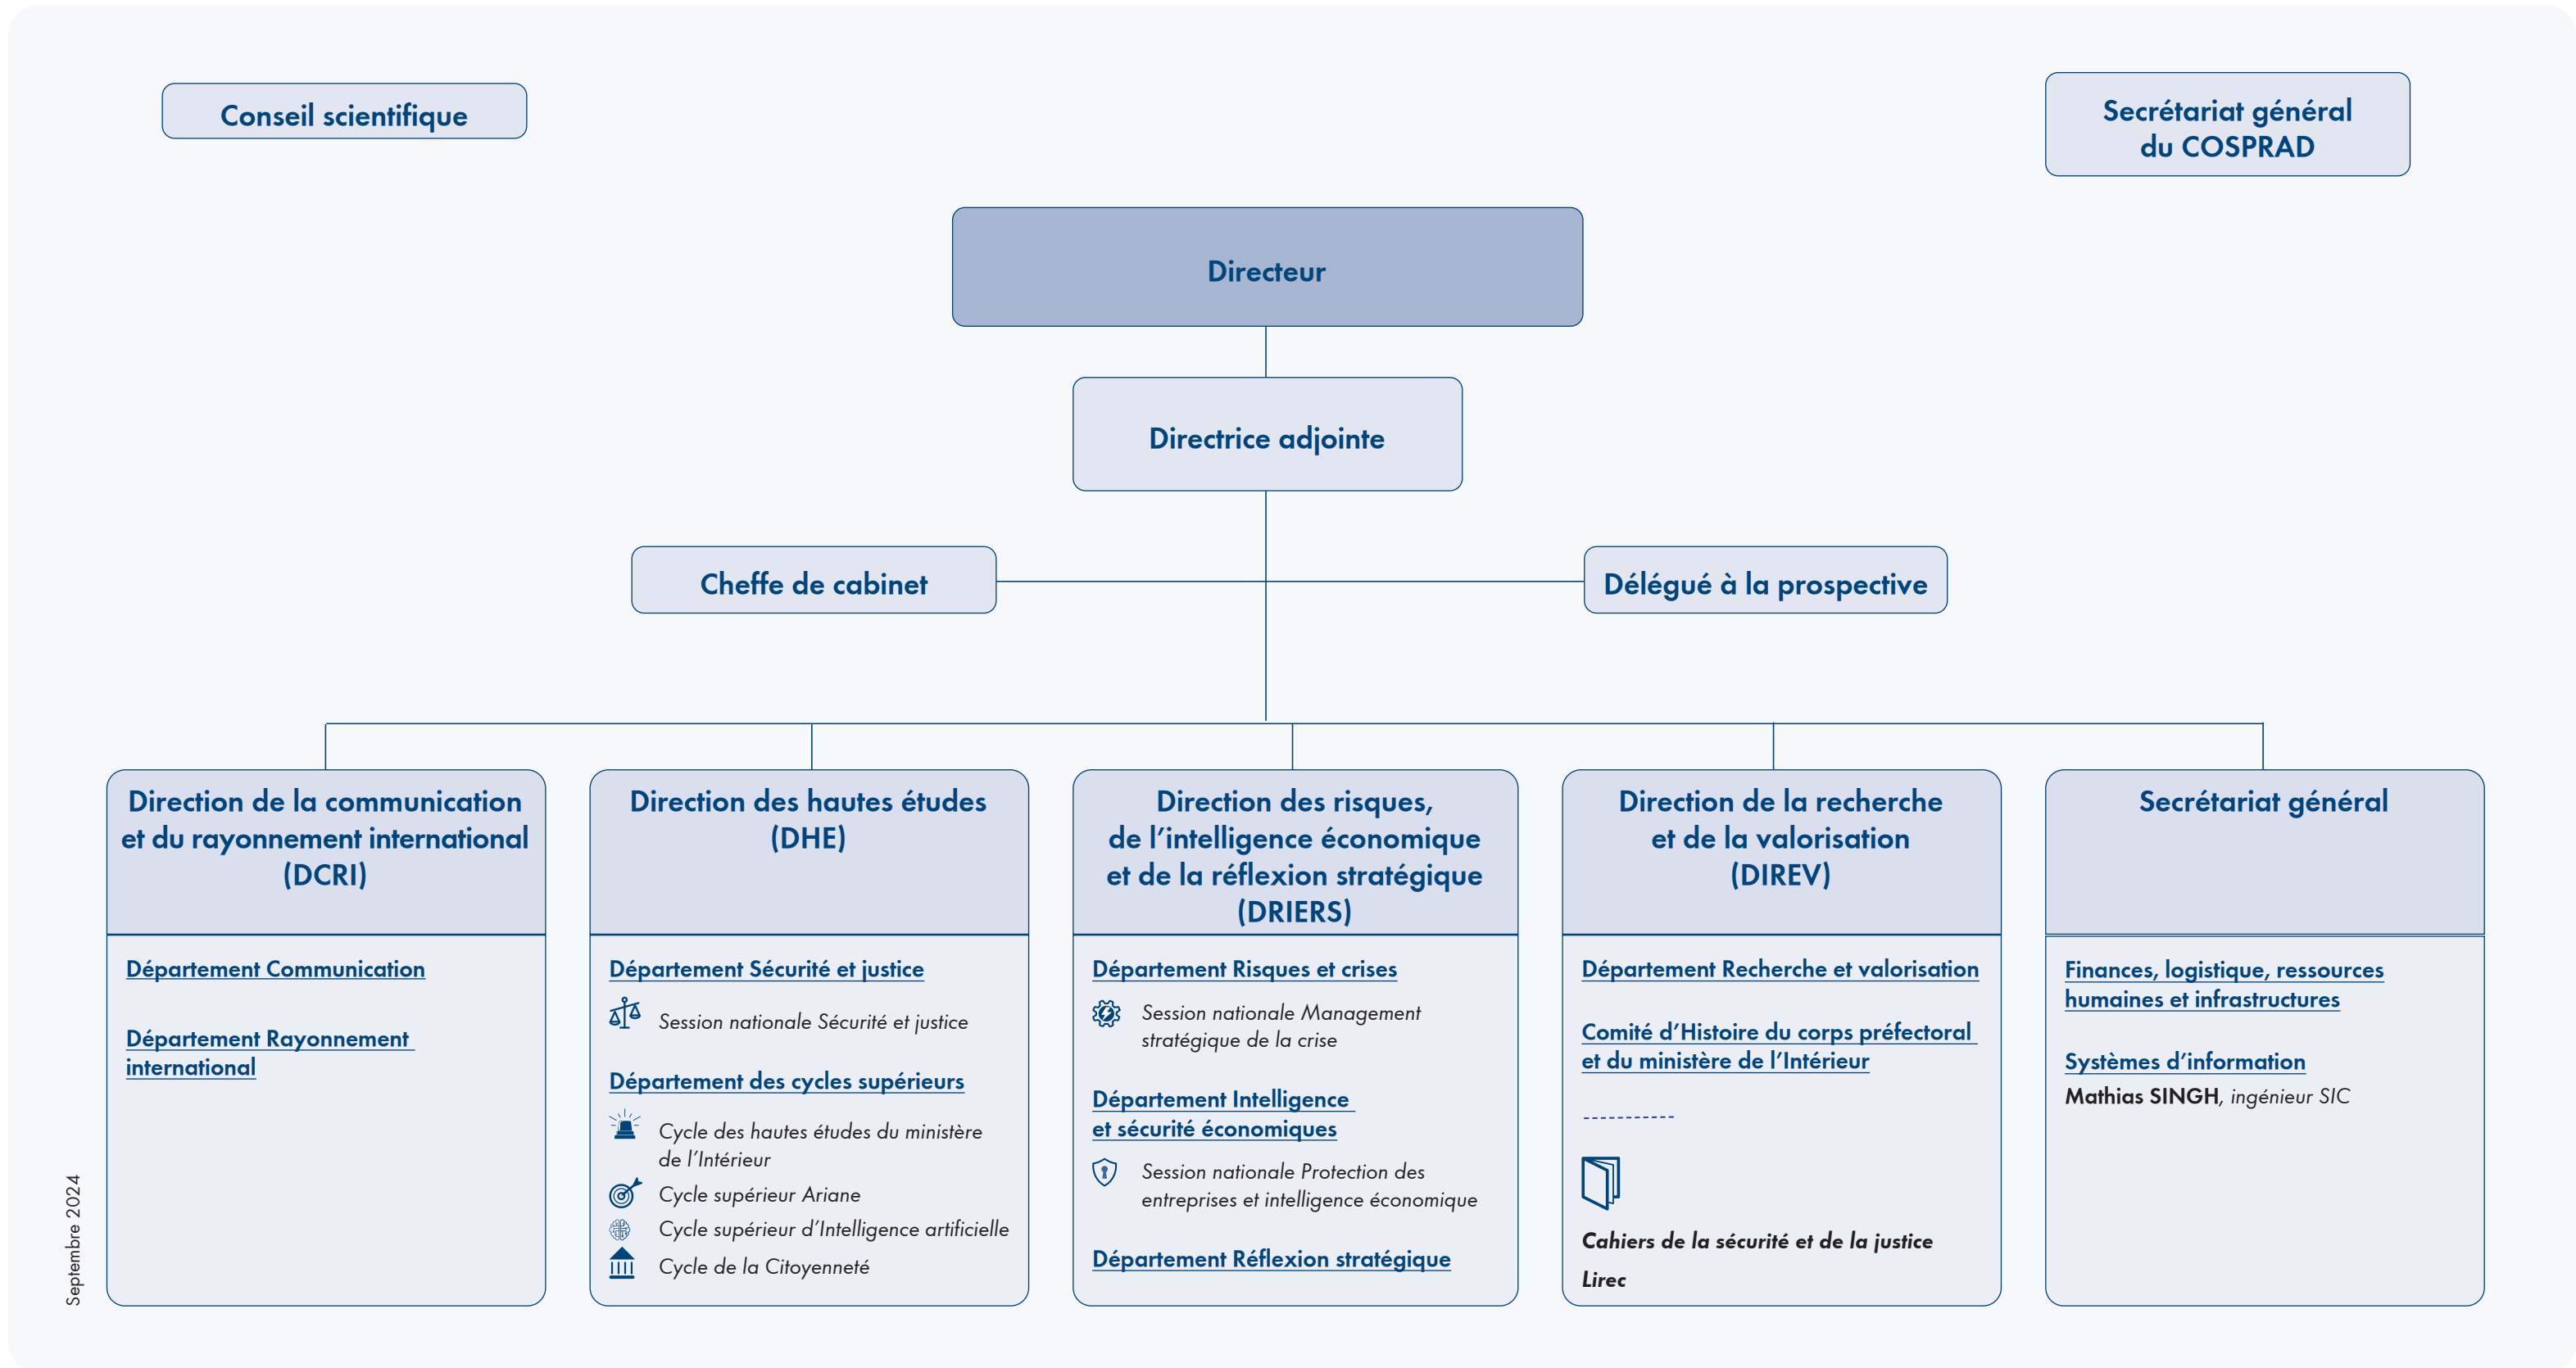 Conseil scientifique
Secrétariat général
du COSPRAD
Directeur
Directrice adjointe
Cheffe de cabinet
Délégué à la prospective
Direction de la communication
et du rayonnement international
(DCRI)
Département Communication
Département Rayonnement
international
Direction des hautes études
(DHE)
Département Sécurité et justice
Session nationale Sécurité et justice
Département des cycles supérieurs
Cycle des hautes études du ministère
de l’Intérieur
Cycle supérieur Ariane
Cycle supérieur d’Intelligence artificielle
Cycle de la Citoyenneté
Direction des risques,
de l’intelligence économique
et de la réflexion stratégique
(DRIERS)
Département Risques et crises
Session nationale Management
stratégique de la crise
Département Intelligence
et sécurité économiques
Session nationale Protection des
entreprises et intelligence économique
Département Réflexion stratégique
Direction de la recherche
et de la valorisation
(DIREV)
Département Recherche et valorisation
Comité d’Histoire du corps préfectoral
et du ministère de l’Intérieur
Cahiers de la sécurité et de la justice
Lirec
Secrétariat général
Finances, logistique, ressources
humaines et infrastructures
Systèmes d’information
Mathias SINGH, ingénieur SIC
Septembre 2024